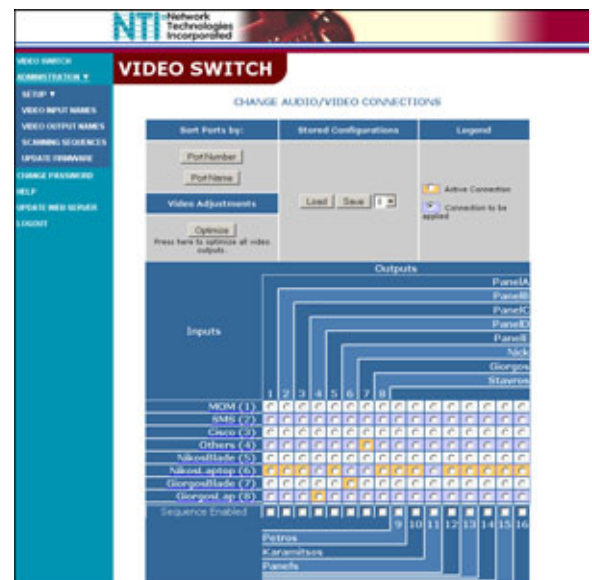 NTI Network
Technologies
Incorporated
VIDEO SWITCH
ADMINISTRATION ▼
SETUP ▼
VIDEO INPUT NAMES
VIDEO OUTPUT NAMES
SCANNING SEQUENCES
UPDATE FIRMWARE
CHANGE PASSWORD
HELP
UPDATE WEB SERVER
LOGOUT
VIDEO SWITCH
CHANGE AUDIO/VIDEO CONNECTIONS
Sort Ports by:
Stored Configurations
Legend
Port Number
Port Name
Video Adjustments
Optimize
Press here to optimize all video
outputs.
Load Save 1
Active Connection
Connection to be
applied
Outputs
PanelA
PanelB
PanelC
PanelD
Nick
Giorgos
Stavros
Inputs
1 2 3 4 5 6 7 8
MOM (1)
SMS (2)
Cisco (3)
Others (4)
NikosBlade (5)
NikosLaptop (6)
GiorgosBlade (7)
GiorgosLap (8)
Sequence Enabled
9 10 11 12 13 14 15 16
Petros
Karamitsos